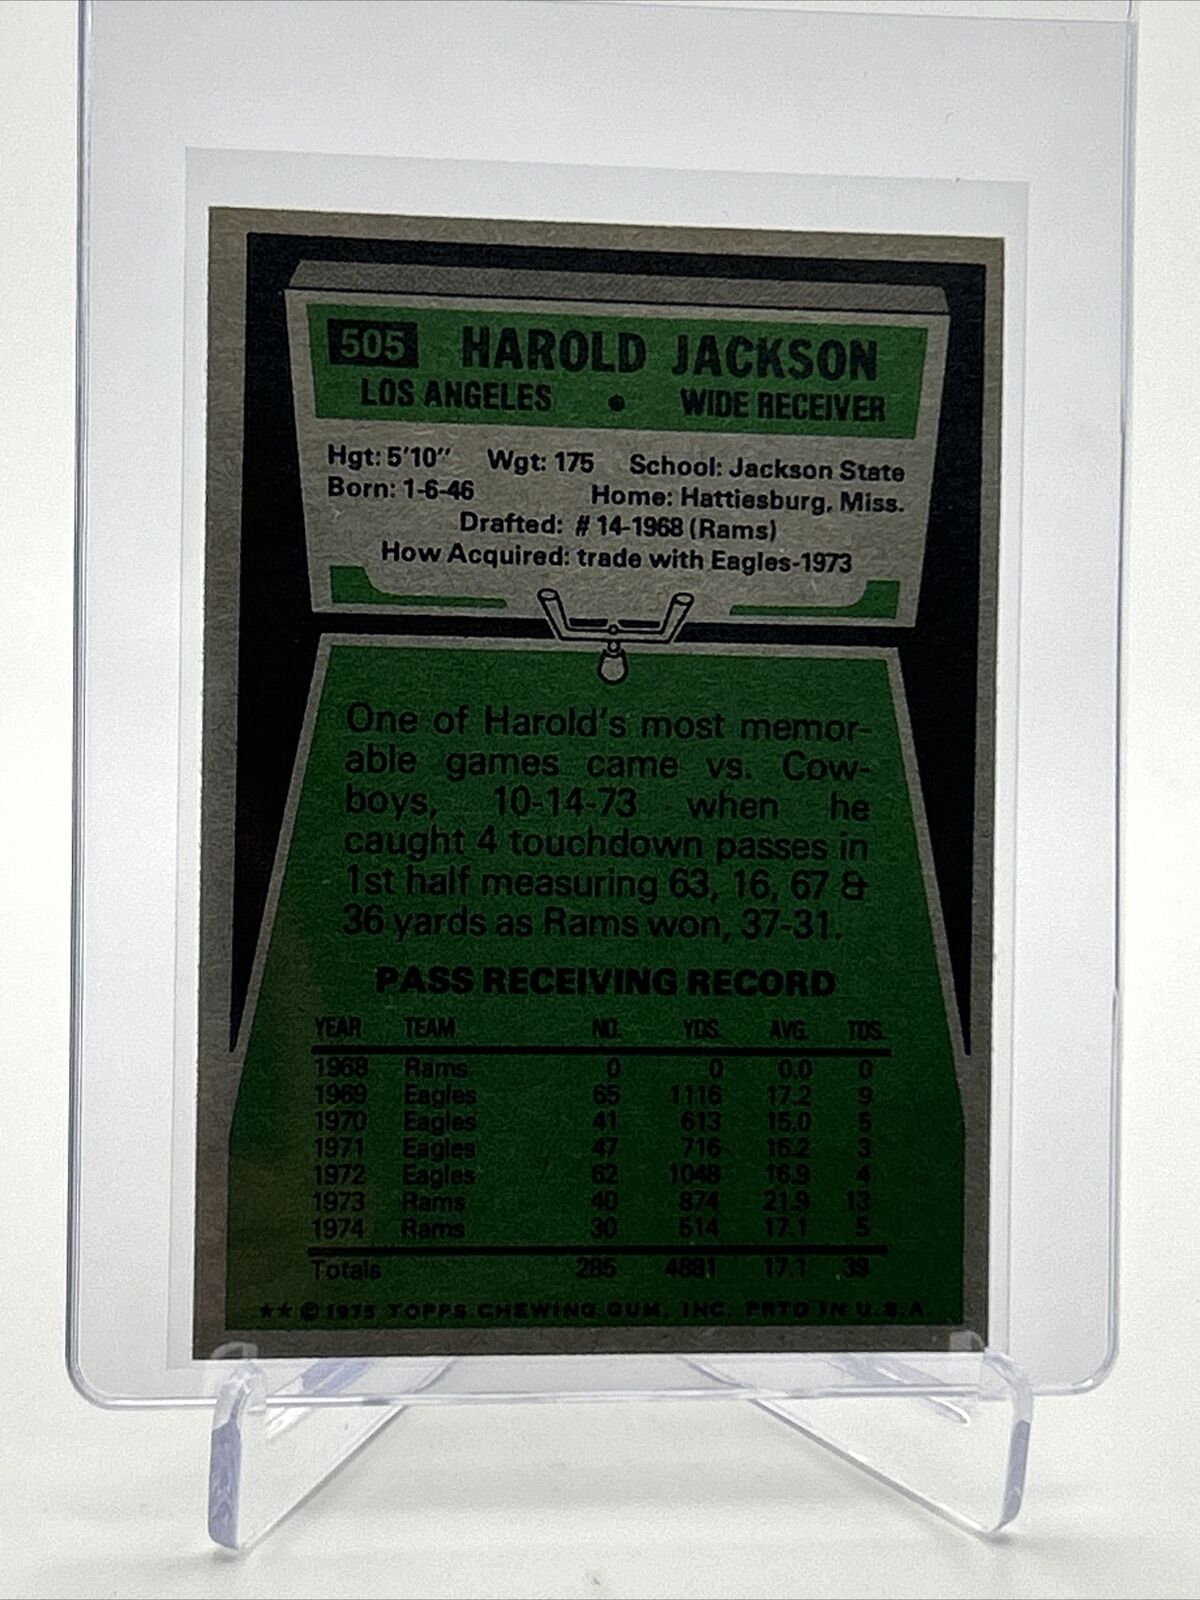 505 HAROLD JACKSON
LOS ANGELES • WIDE RECEIVER
Hgt: 5'10" Wgt: 175 School: Jackson State
Born: 1-6-46 Home: Hattiesburg, Miss.
Drafted: # 14-1968 (Rams)
How Acquired: trade with Eagles-1973
One of Harold's most memor-
able games came vs. Cow-
boys, 10-14-73 when he
caught 4 touchdown passes in
1st half measuring 63, 16, 67 &
36 yards as Rams won, 37-31.
PASS RECEIVING RECORD
YEAR TEAM NO. YDS. AVG. TDS.
1968 Rams 0 0 0.0 0
1969 Eagles 65 1116 17.2 9
1970 Eagles 41 613 15.0 5
1971 Eagles 47 716 15.2 3
1972 Eagles 62 1048 16.9 4
1973 Rams 40 874 21.9 13
1974 Rams 30 514 17.1 5
Totals 285 4881 17.1 39
★★ © 1975 TOPPS CHEWING GUM, INC. PRTD IN U.S.A.